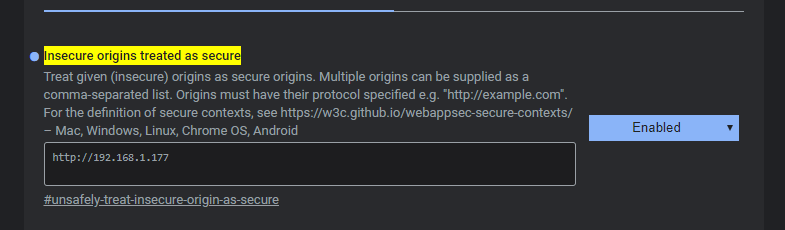 Insecure origins treated as secure
Treat given (insecure) origins as secure origins. Multiple origins can be supplied as a
comma-separated list. Origins must have their protocol specified e.g. "http://example.com".
For the definition of secure contexts, see https://w3c.github.io/webappsec-secure-contexts/
– Mac, Windows, Linux, Chrome OS, Android
Enabled
http://192.168.1.177
#unsafely-treat-insecure-origin-as-secure